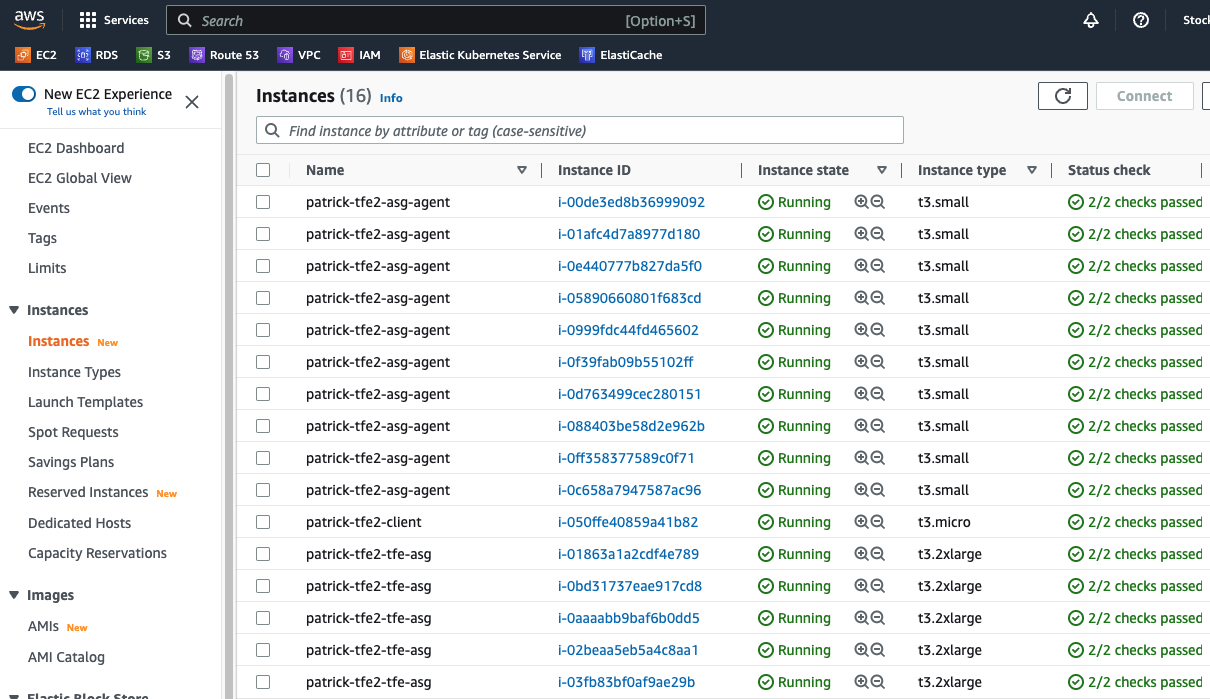 aws Services Search [Option+S]
EC2 RDS S3 Route 53 VPC IAM Elastic Kubernetes Service ElastiCache
New EC2 Experience
Tell us what you think
EC2 Dashboard
EC2 Global View
Events
Tags
Limits
Instances
Instances New
Instance Types
Launch Templates
Spot Requests
Savings Plans
Reserved Instances New
Dedicated Hosts
Capacity Reservations
Images
AMIs New
AMI Catalog
Elastic Block Store
Instances (16) Info
Connect
Find instance by attribute or tag (case-sensitive)
Name Instance ID Instance state Instance type Status check
patrick-tfe2-asg-agent i-00de3ed8b36999092 Running t3.small 2/2 checks passed
patrick-tfe2-asg-agent i-01afc4d7a8977d180 Running t3.small 2/2 checks passed
patrick-tfe2-asg-agent i-0e440777b827da5f0 Running t3.small 2/2 checks passed
patrick-tfe2-asg-agent i-05890660801f683cd Running t3.small 2/2 checks passed
patrick-tfe2-asg-agent i-0999fdc44fd465602 Running t3.small 2/2 checks passed
patrick-tfe2-asg-agent i-0f39fab09b55102ff Running t3.small 2/2 checks passed
patrick-tfe2-asg-agent i-0d763499cec280151 Running t3.small 2/2 checks passed
patrick-tfe2-asg-agent i-088403be58d2e962b Running t3.small 2/2 checks passed
patrick-tfe2-asg-agent i-0ff358377589c0f71 Running t3.small 2/2 checks passed
patrick-tfe2-asg-agent i-0c658a7947587ac96 Running t3.small 2/2 checks passed
patrick-tfe2-client i-050ffe40859a41b82 Running t3.micro 2/2 checks passed
patrick-tfe2-tfe-asg i-01863a1a2cdf4e789 Running t3.2xlarge 2/2 checks passed
patrick-tfe2-tfe-asg i-0bd31737eae917cd8 Running t3.2xlarge 2/2 checks passed
patrick-tfe2-tfe-asg i-0aaaabb9baf6b0dd5 Running t3.2xlarge 2/2 checks passed
patrick-tfe2-tfe-asg i-02beaa5eb5a4c8aa1 Running t3.2xlarge 2/2 checks passed
patrick-tfe2-tfe-asg i-03fb83bf0af9ae29b Running t3.2xlarge 2/2 checks passed